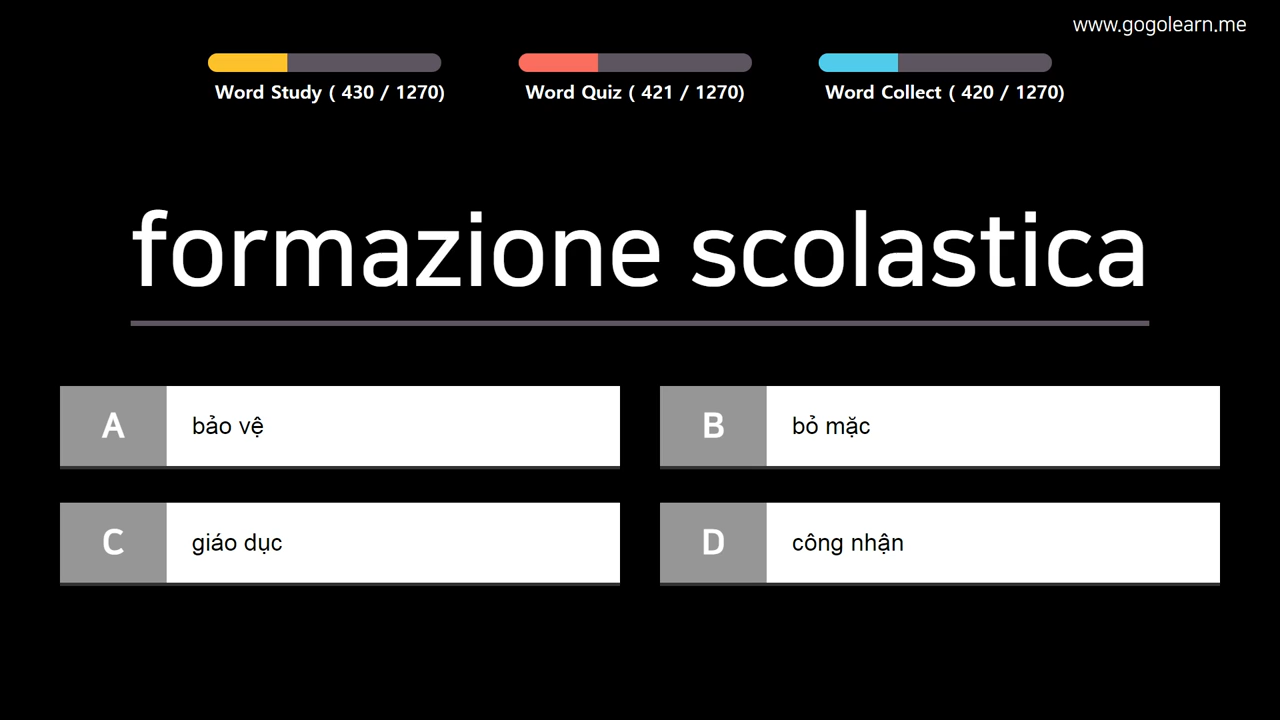 www.gogolearn.me
Word Study ( 430 / 1270)
Word Quiz ( 421 / 1270)
Word Collect ( 420 / 1270)
formazione scolastica
A bảo vệ
B bỏ mặc
C giáo dục
D công nhận